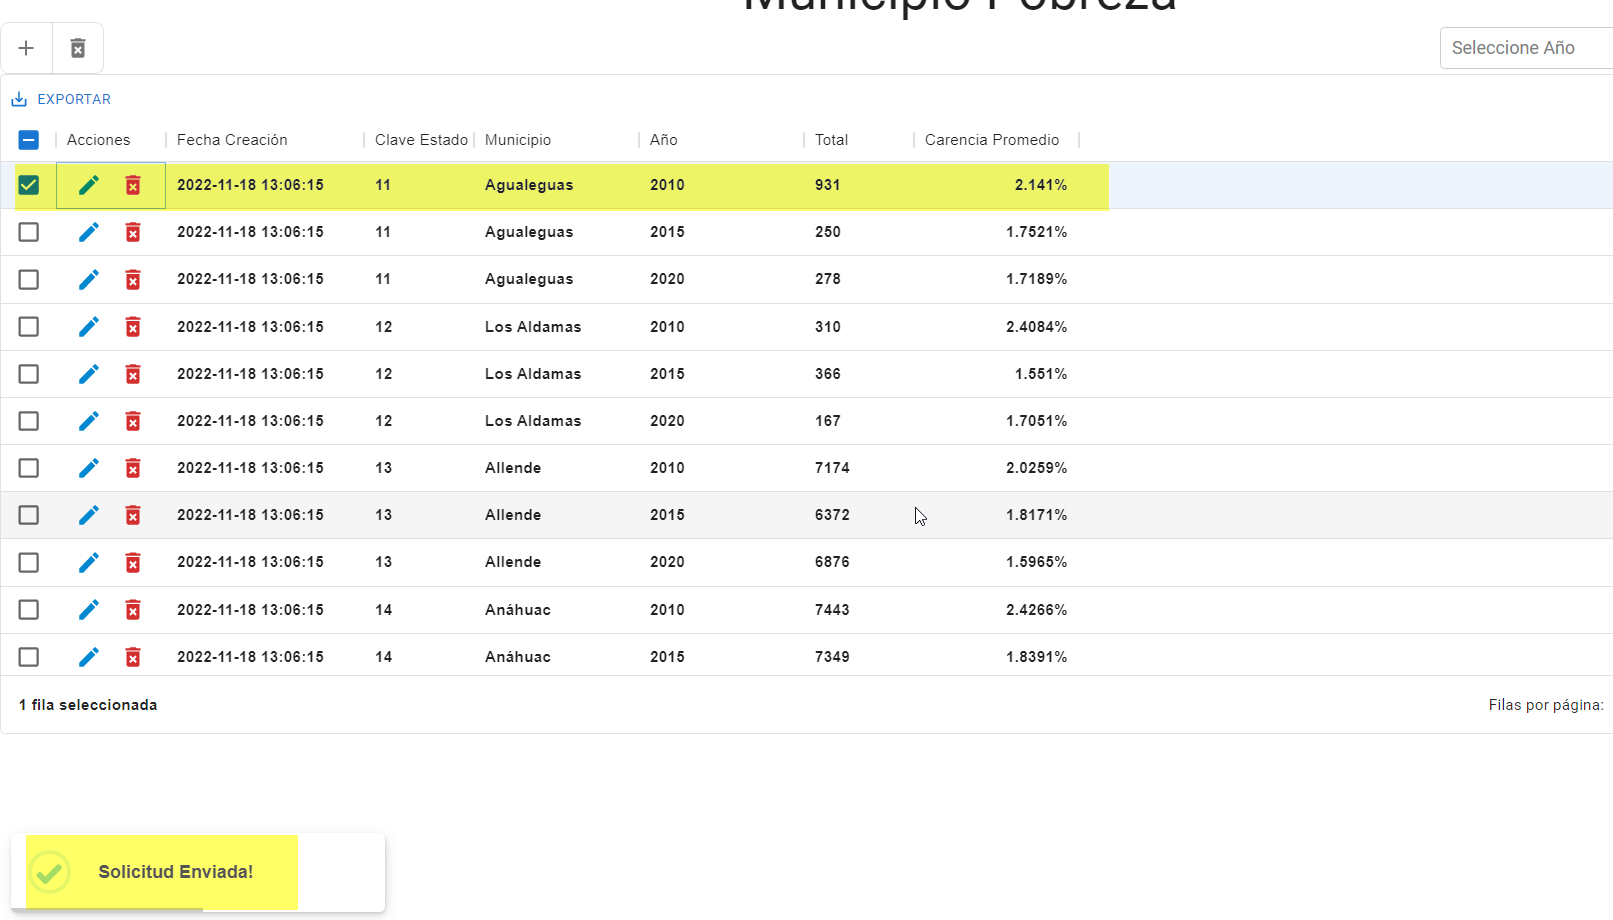 Municipio Pobreza
Seleccione Año
EXPORTAR
Acciones Fecha Creación Clave Estado Municipio Año Total Carencia Promedio
2022-11-18 13:06:15 11 Agualeguas 2010 931 2.141%
2022-11-18 13:06:15 11 Agualeguas 2015 250 1.7521%
2022-11-18 13:06:15 11 Agualeguas 2020 278 1.7189%
2022-11-18 13:06:15 12 Los Aldamas 2010 310 2.4084%
2022-11-18 13:06:15 12 Los Aldamas 2015 366 1.551%
2022-11-18 13:06:15 12 Los Aldamas 2020 167 1.7051%
2022-11-18 13:06:15 13 Allende 2010 7174 2.0259%
2022-11-18 13:06:15 13 Allende 2015 6372 1.8171%
2022-11-18 13:06:15 13 Allende 2020 6876 1.5965%
2022-11-18 13:06:15 14 Anáhuac 2010 7443 2.4266%
2022-11-18 13:06:15 14 Anáhuac 2015 7349 1.8391%
1 fila seleccionada
Filas por página:
Solicitud Enviada!